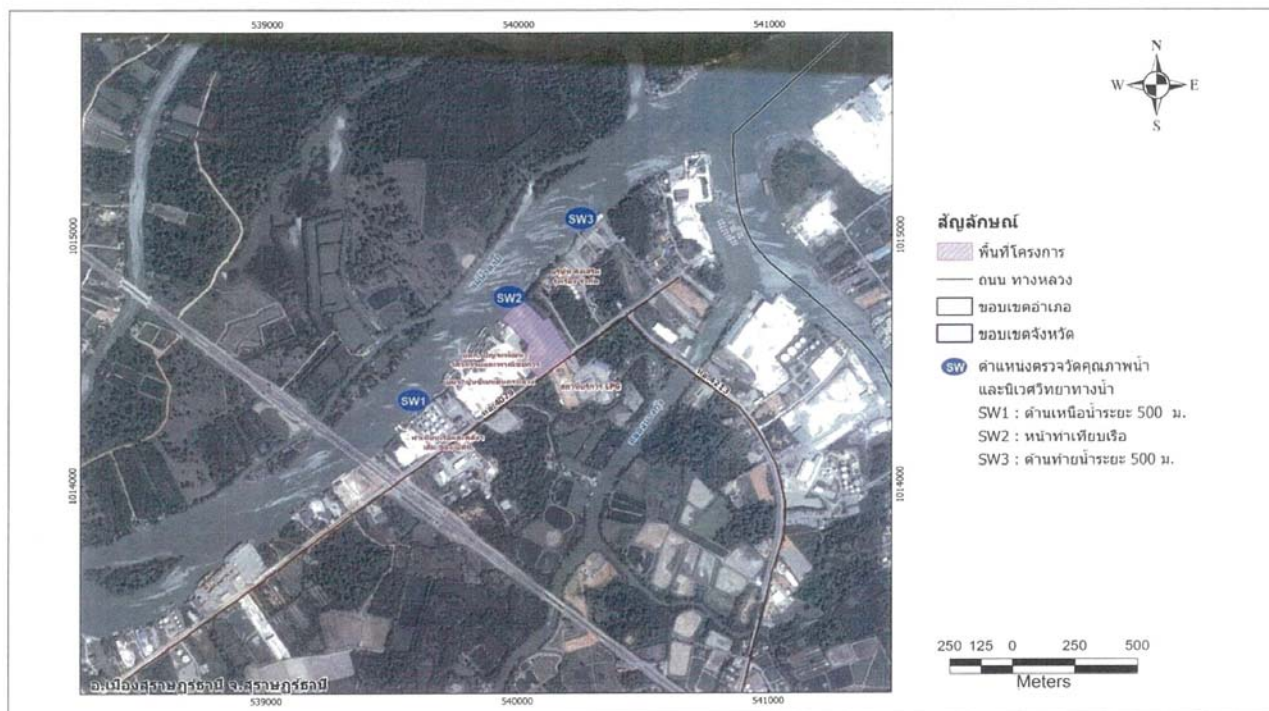 539000 540000 541000
N
W E
S
1015000
1015000
1014000
1014000
SW3
SW2
SW1
สถานีบริการ LPG
สัญลักษณ์
พื้นที่โครงการ
ถนน ทางหลวง
ขอบเขตอำเภอ
ขอบเขตจังหวัด
SW ตำแหน่งตรวจวัดคุณภาพน้ำ
และนิเวศวิทยาทางน้ำ
SW1 : ด้านเหนือน้ำระยะ 500 ม.
SW2 : หน้าท่าเทียบเรือ
SW3 : ด้านท้ายน้ำระยะ 500 ม.
250 125 0 250 500
Meters
อ.เมืองสุราษฎร์ธานี จ.สุราษฎร์ธานี
539000 540000 541000